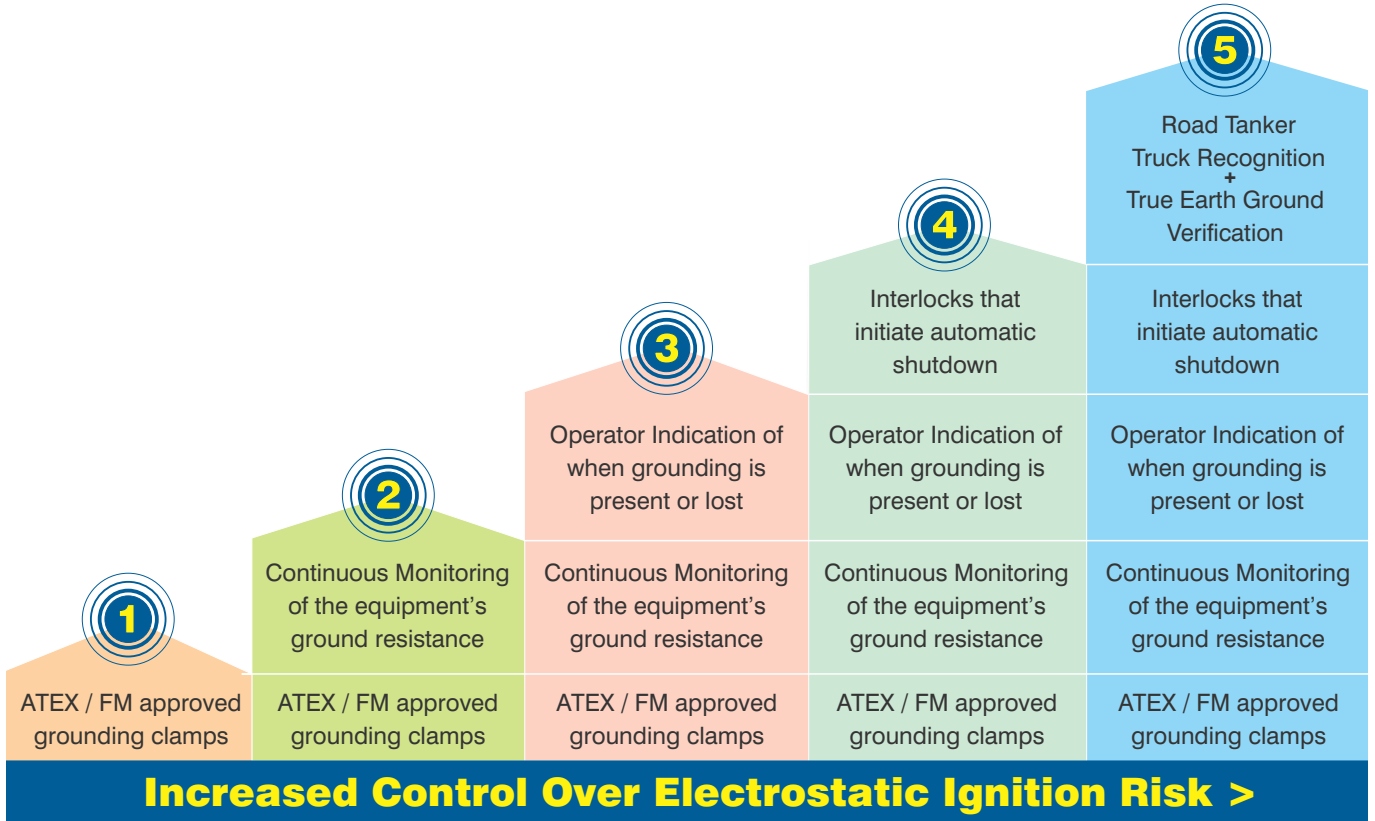 1
ATEX / FM approved
grounding clamps
2
Continuous Monitoring
of the equipment’s
ground resistance
ATEX / FM approved
grounding clamps
3
Operator Indication of
when grounding is
present or lost
Continuous Monitoring
of the equipment’s
ground resistance
ATEX / FM approved
grounding clamps
4
Interlocks that
initiate automatic
shutdown
Operator Indication of
when grounding is
present or lost
Continuous Monitoring
of the equipment’s
ground resistance
ATEX / FM approved
grounding clamps
5
Road Tanker
Truck Recognition
+
True Earth Ground
Verification
Interlocks that
initiate automatic
shutdown
Operator Indication of
when grounding is
present or lost
Continuous Monitoring
of the equipment’s
ground resistance
ATEX / FM approved
grounding clamps
Increased Control Over Electrostatic Ignition Risk >